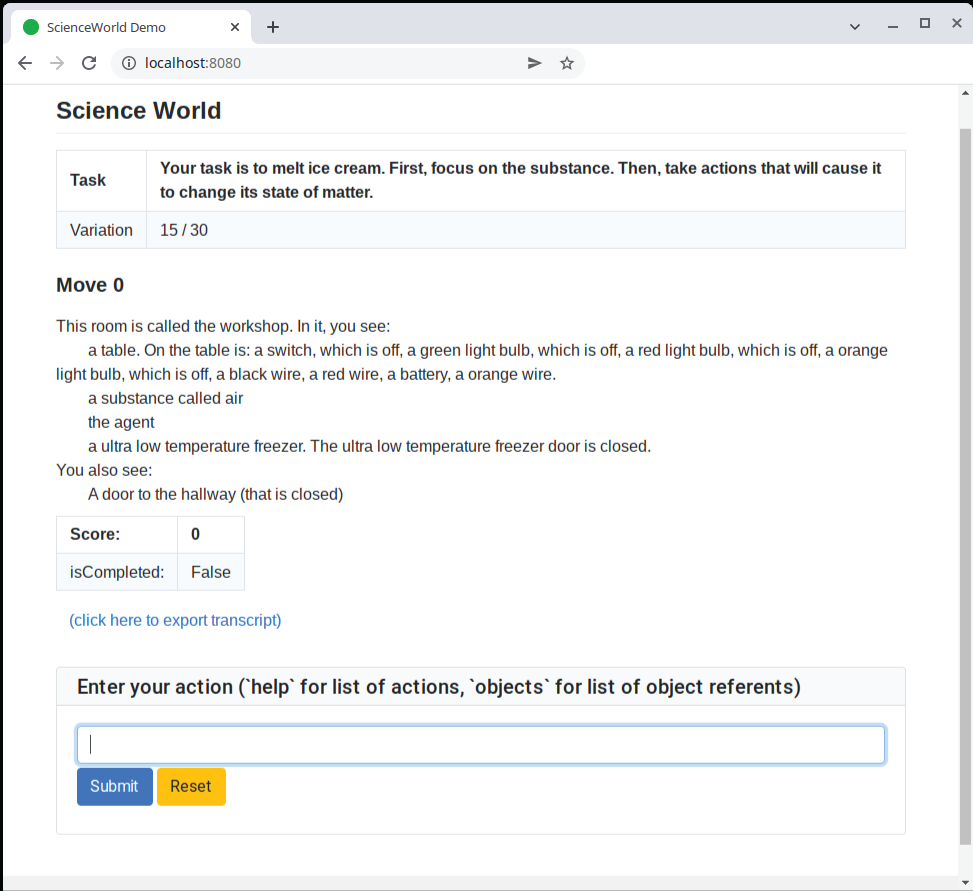 ScienceWorld Demo
localhost:8080
Science World
Task
Your task is to melt ice cream. First, focus on the substance. Then, take actions that will cause it
to change its state of matter.
Variation
15 / 30
Move 0
This room is called the workshop. In it, you see:
a table. On the table is: a switch, which is off, a green light bulb, which is off, a red light bulb, which is off, a orange
light bulb, which is off, a black wire, a red wire, a battery, a orange wire.
a substance called air
the agent
a ultra low temperature freezer. The ultra low temperature freezer door is closed.
You also see:
A door to the hallway (that is closed)
Score:
0
isCompleted:
False
(click here to export transcript)
Enter your action (`help` for list of actions, `objects` for list of object referents)
Submit
Reset